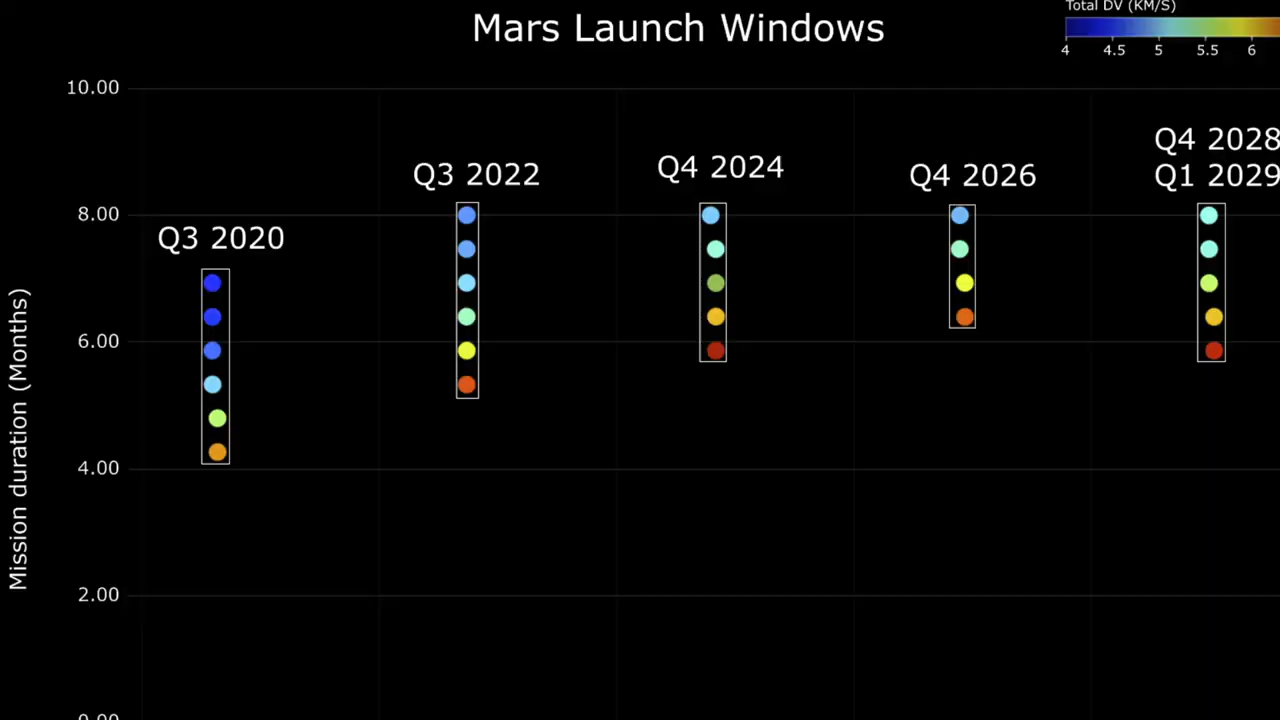 Total DV (KM/S)
Mars Launch Windows
4 4.5 5 5.5 6
10.00
Q4 2028
Q3 2022 Q4 2024 Q4 2026 Q1 2029
8.00
Q3 2020
6.00
4.00
2.00
0.00
Mission duration (Months)